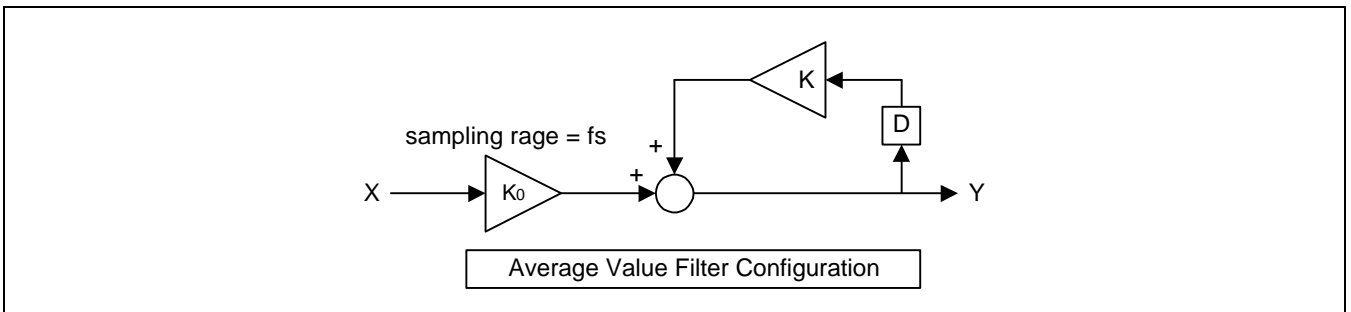 K
D
sampling rage = fs
+
+
X
K0
Y
Average Value Filter Configuration